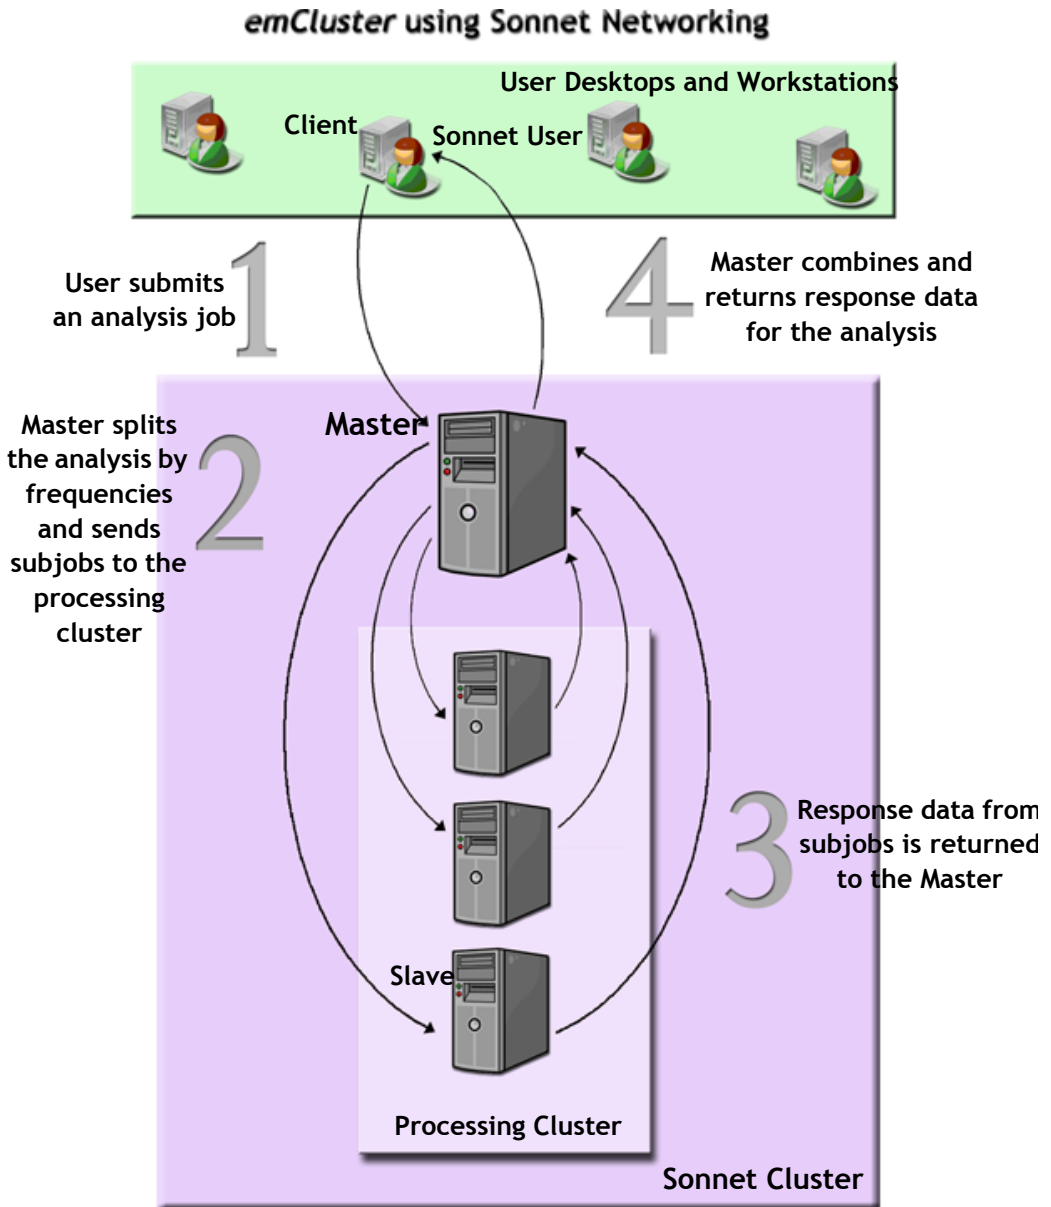 emCluster using Sonnet Networking
User Desktops and Workstations
Client
Sonnet User
1
User submits
an analysis job
4
Master combines and
returns response data
for the analysis
Master
2
Master splits
the analysis by
frequencies
and sends
subjobs to the
processing
cluster
3
Response data from
subjobs is returned
to the Master
Slave
Processing Cluster
Sonnet Cluster